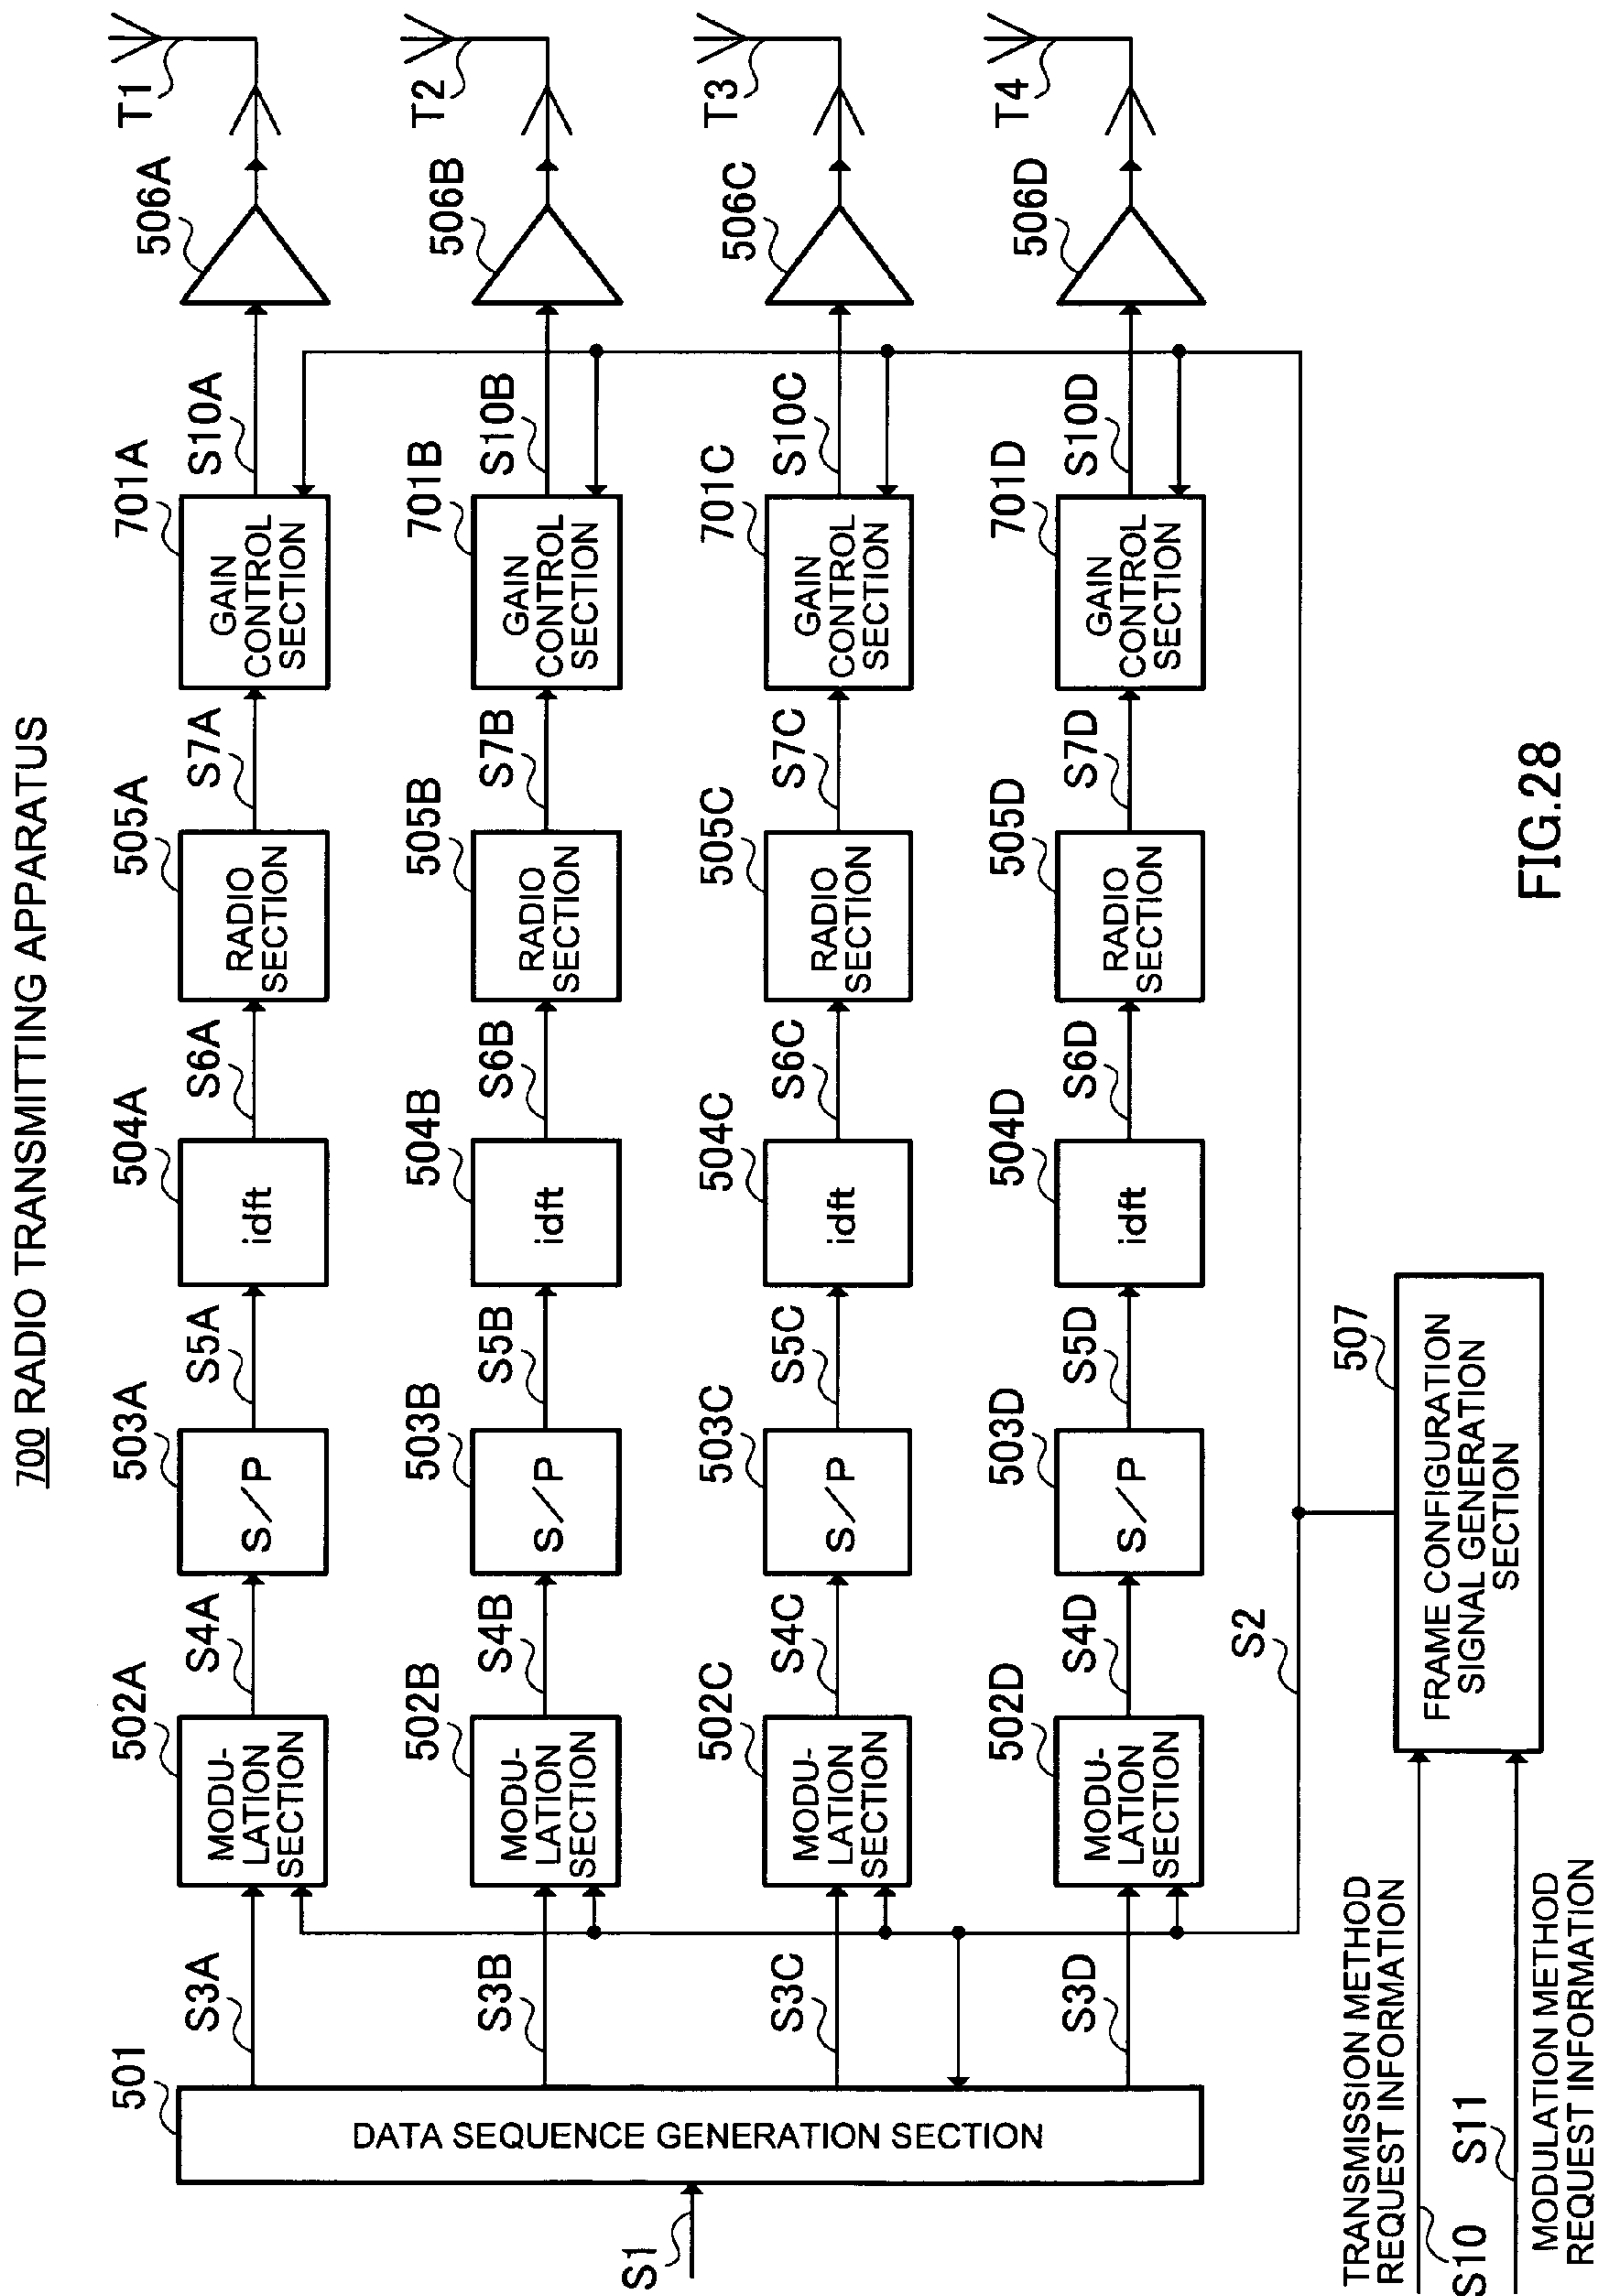 700 RADIO TRANSMITTING APPARATUS
501
DATA SEQUENCE GENERATION SECTION
S1
S3A
502A
MODU-
LATION
SECTION
S4A
503A
S/P
S5A
504A
idft
S6A
505A
RADIO
SECTION
S7A
701A
GAIN
CONTROL
SECTION
S10A
506A
T1
S3B
502B
MODU-
LATION
SECTION
S4B
503B
S/P
S5B
504B
idft
S6B
505B
RADIO
SECTION
S7B
701B
GAIN
CONTROL
SECTION
S10B
506B
T2
S3C
502C
MODU-
LATION
SECTION
S4C
503C
S/P
S5C
504C
idft
S6C
505C
RADIO
SECTION
S7C
701C
GAIN
CONTROL
SECTION
S10C
506C
T3
S3D
502D
MODU-
LATION
SECTION
S4D
503D
S/P
S5D
504D
idft
S6D
505D
RADIO
SECTION
S7D
701D
GAIN
CONTROL
SECTION
S10D
506D
T4
S2
507
FRAME CONFIGURATION
SIGNAL GENERATION
SECTION
TRANSMISSION METHOD
REQUEST INFORMATION
S10
S11
MODULATION METHOD
REQUEST INFORMATION
FIG.28